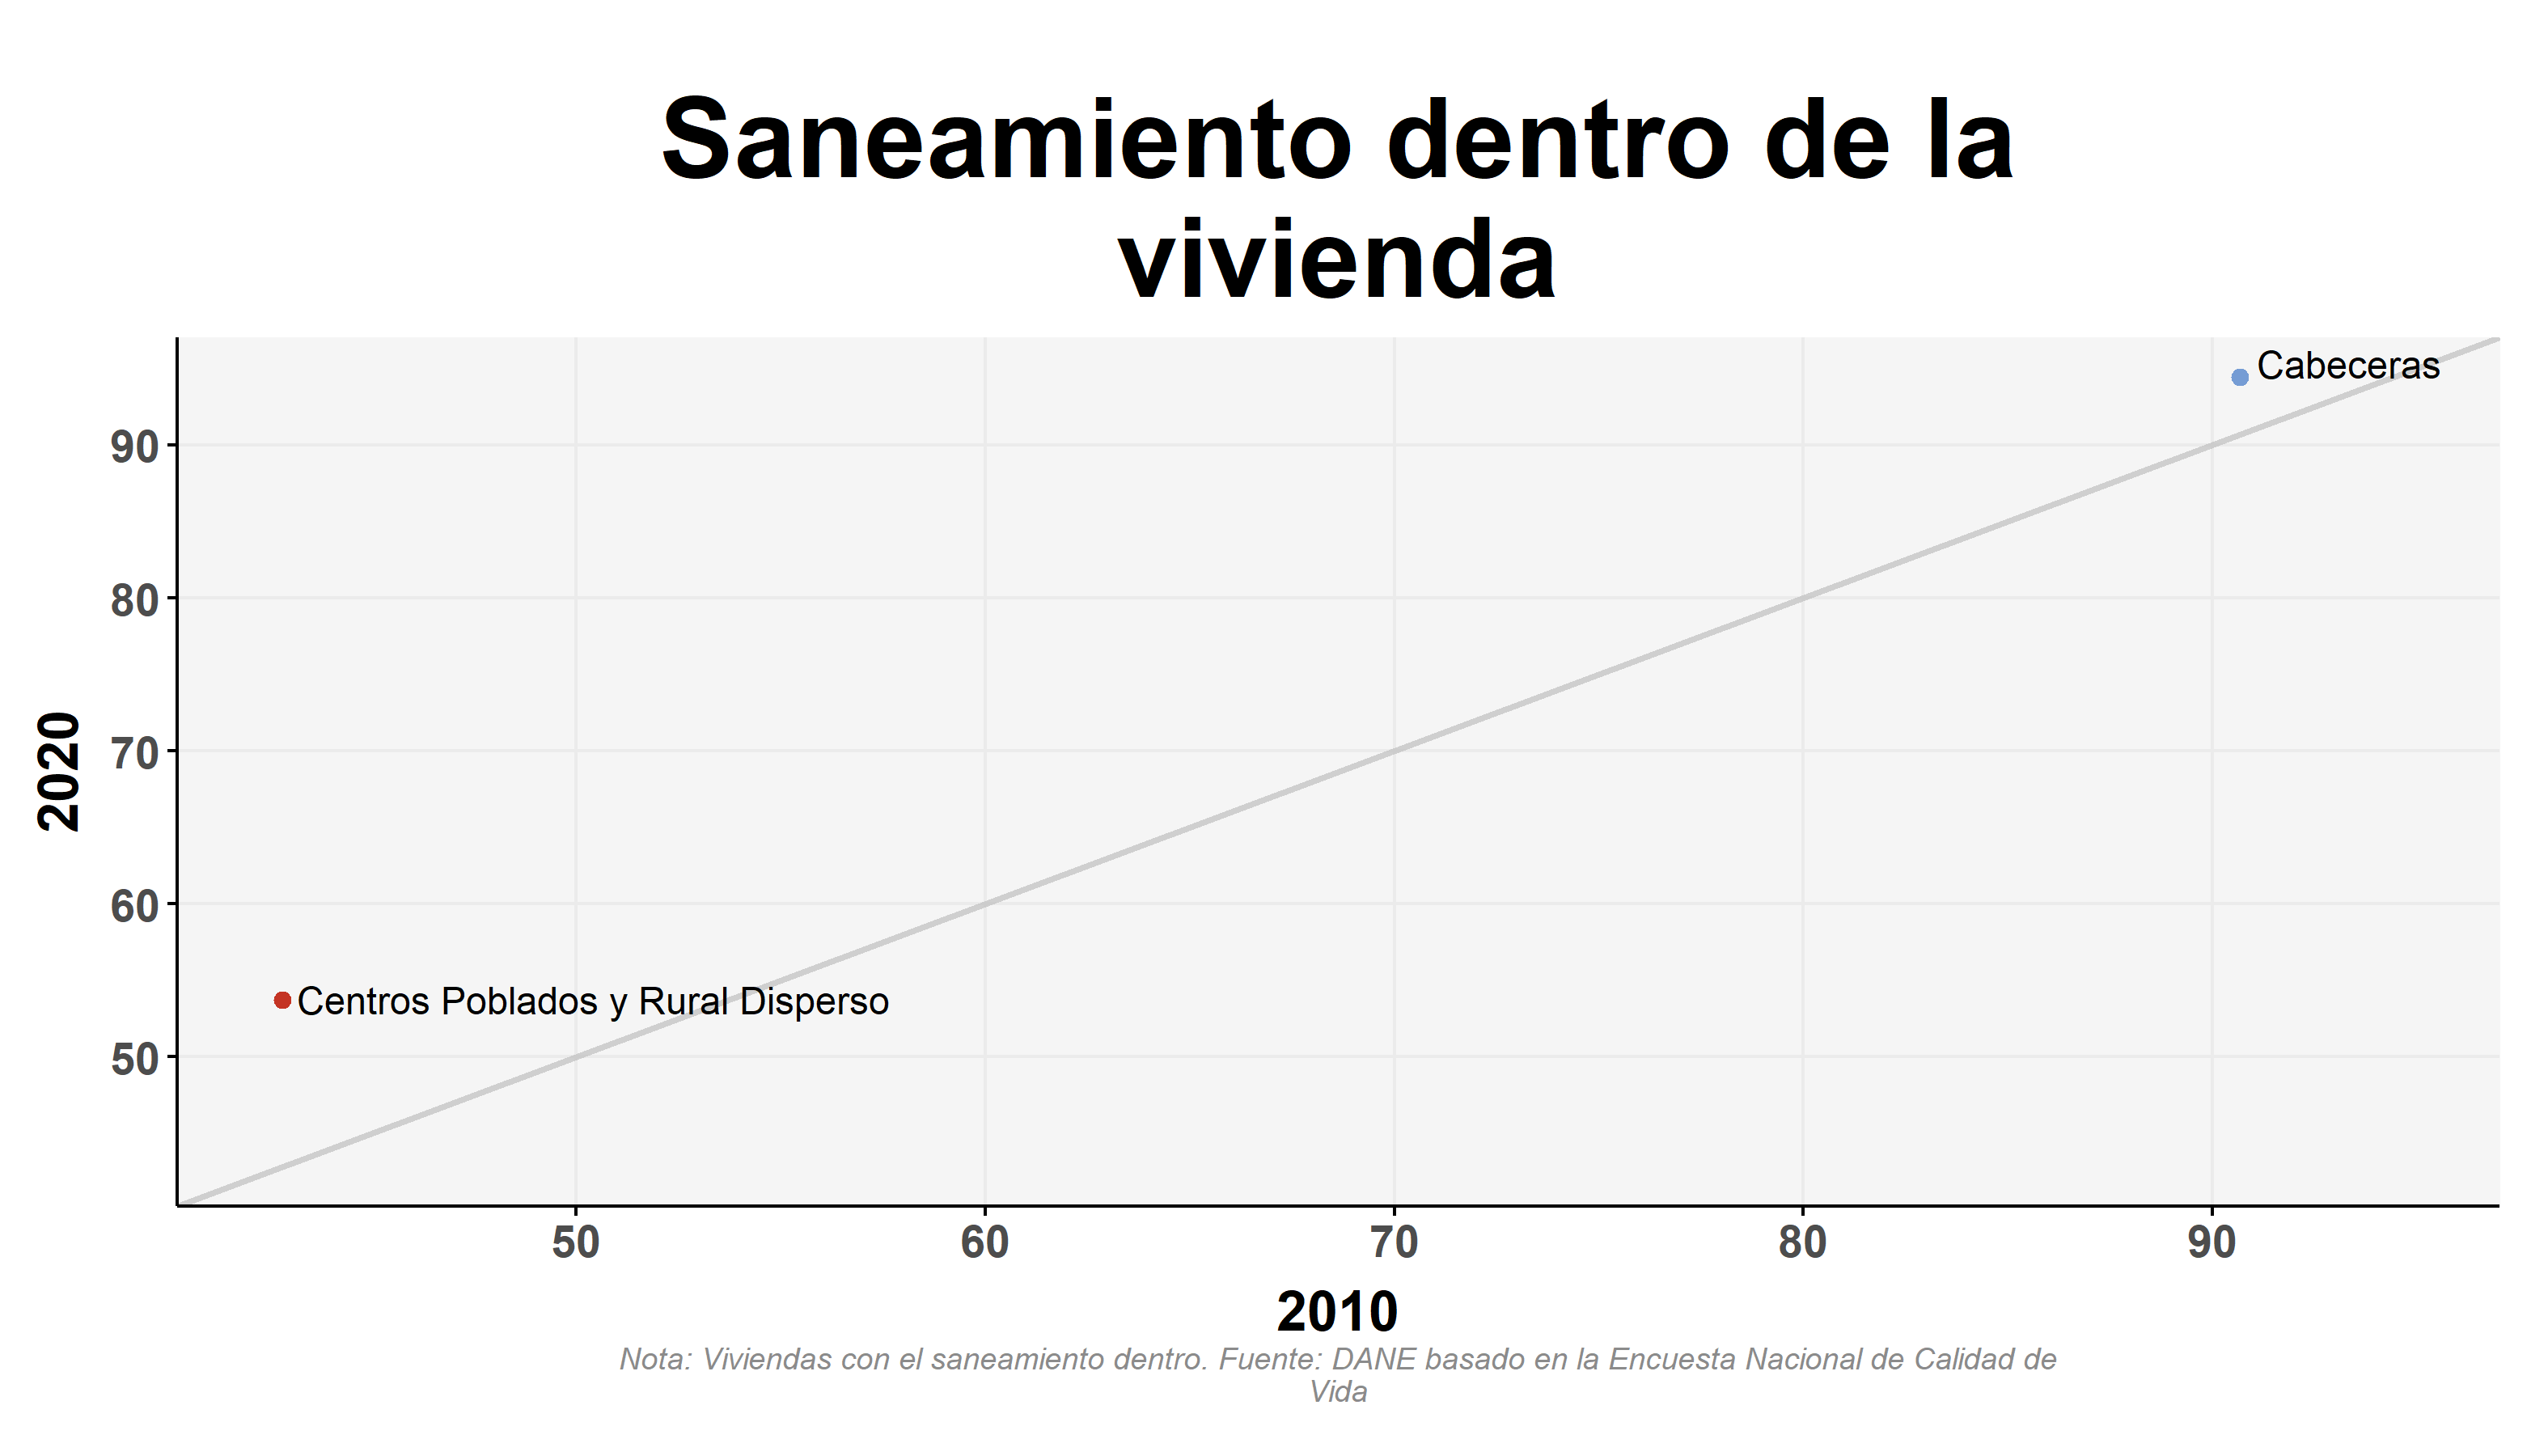 Saneamiento dentro de la
vivienda
Cabeceras
90
80
70
60
50
2020
Centros Poblados y Rural Disperso
50 60 70 80 90
2010
Nota: Viviendas con el saneamiento dentro. Fuente: DANE basado en la Encuesta Nacional de Calidad de
Vida